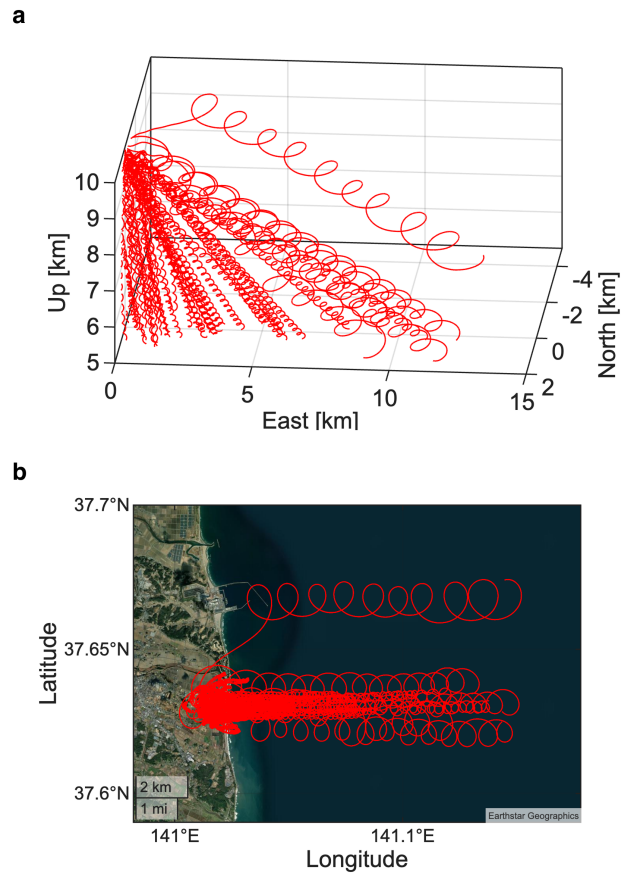 a
10
9
8
7
6
5
Up [km]
0
5
10
15
East [km]
-4
-2
0
2
North [km]
b
37.7°N
37.65°N
37.6°N
Latitude
2 km
1 mi
Earthstar Geographics
141°E
141.1°E
Longitude